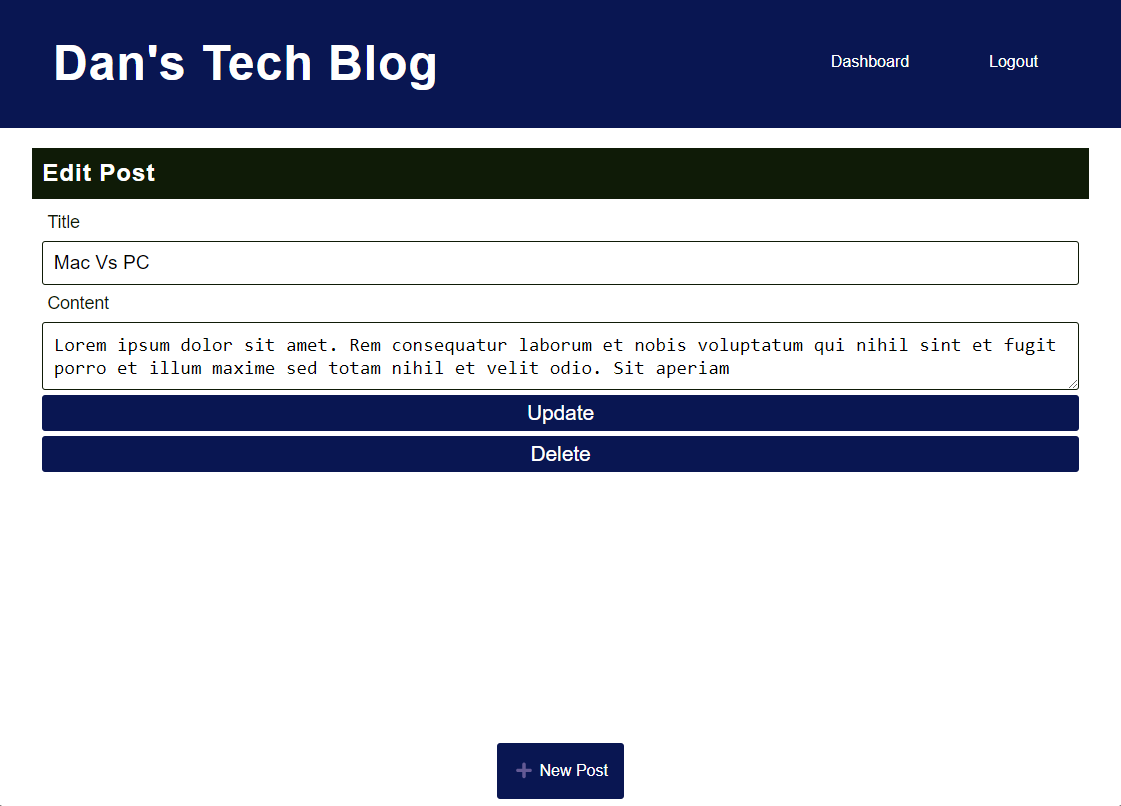 Dan's Tech Blog
Dashboard
Logout
Edit Post
Title
Mac Vs PC
Content
Lorem ipsum dolor sit amet. Rem consequatur laborum et nobis voluptatum qui nihil sint et fugit
porro et illum maxime sed totam nihil et velit odio. Sit aperiam
Update
Delete
New Post